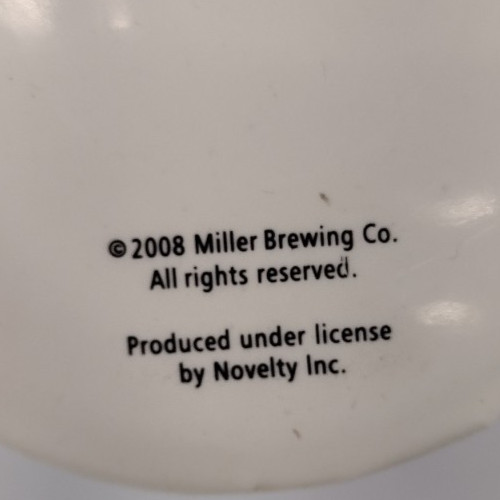 ©2008 Miller Brewing Co.
All rights reserved.
Produced under license
by Novelty Inc.